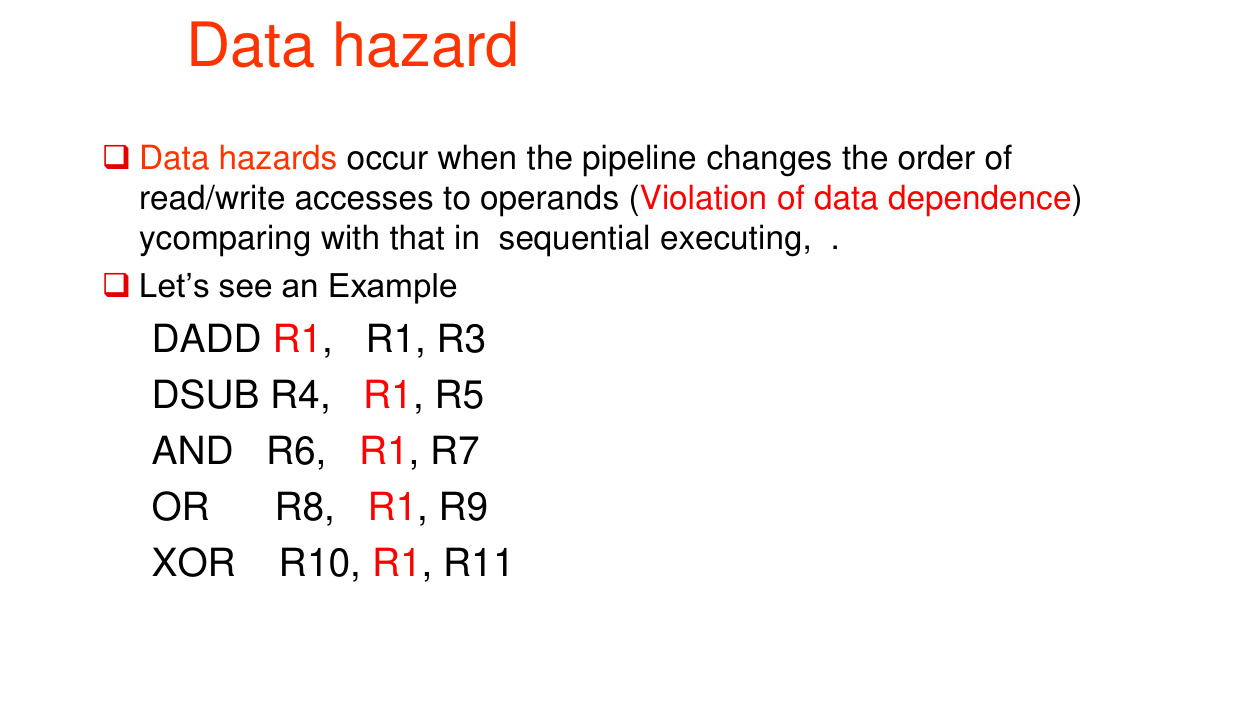 Data hazard
Data hazards occur when the pipeline changes the order of
read/write accesses to operands (Violation of data dependence)
ycomparing with that in sequential executing, .
Let’s see an Example
DADD R1, R1, R3
DSUB R4, R1, R5
AND R6, R1, R7
OR R8, R1, R9
XOR R10, R1, R11